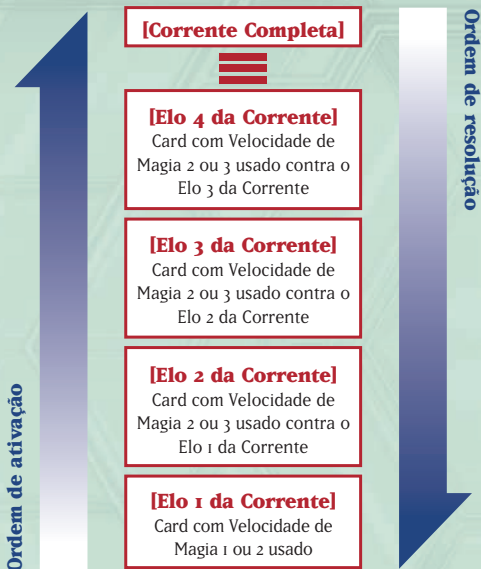 [Corrente Completa]
[Elo 4 da Corrente]
Card com Velocidade de
Magia 2 ou 3 usado contra o
Elo 3 da Corrente
[Elo 3 da Corrente]
Card com Velocidade de
Magia 2 ou 3 usado contra o
Elo 2 da Corrente
[Elo 2 da Corrente]
Card com Velocidade de
Magia 2 ou 3 usado contra o
Elo 1 da Corrente
[Elo 1 da Corrente]
Card com Velocidade de
Magia 1 ou 2 usado
Ordem de ativação
Ordem de resolução